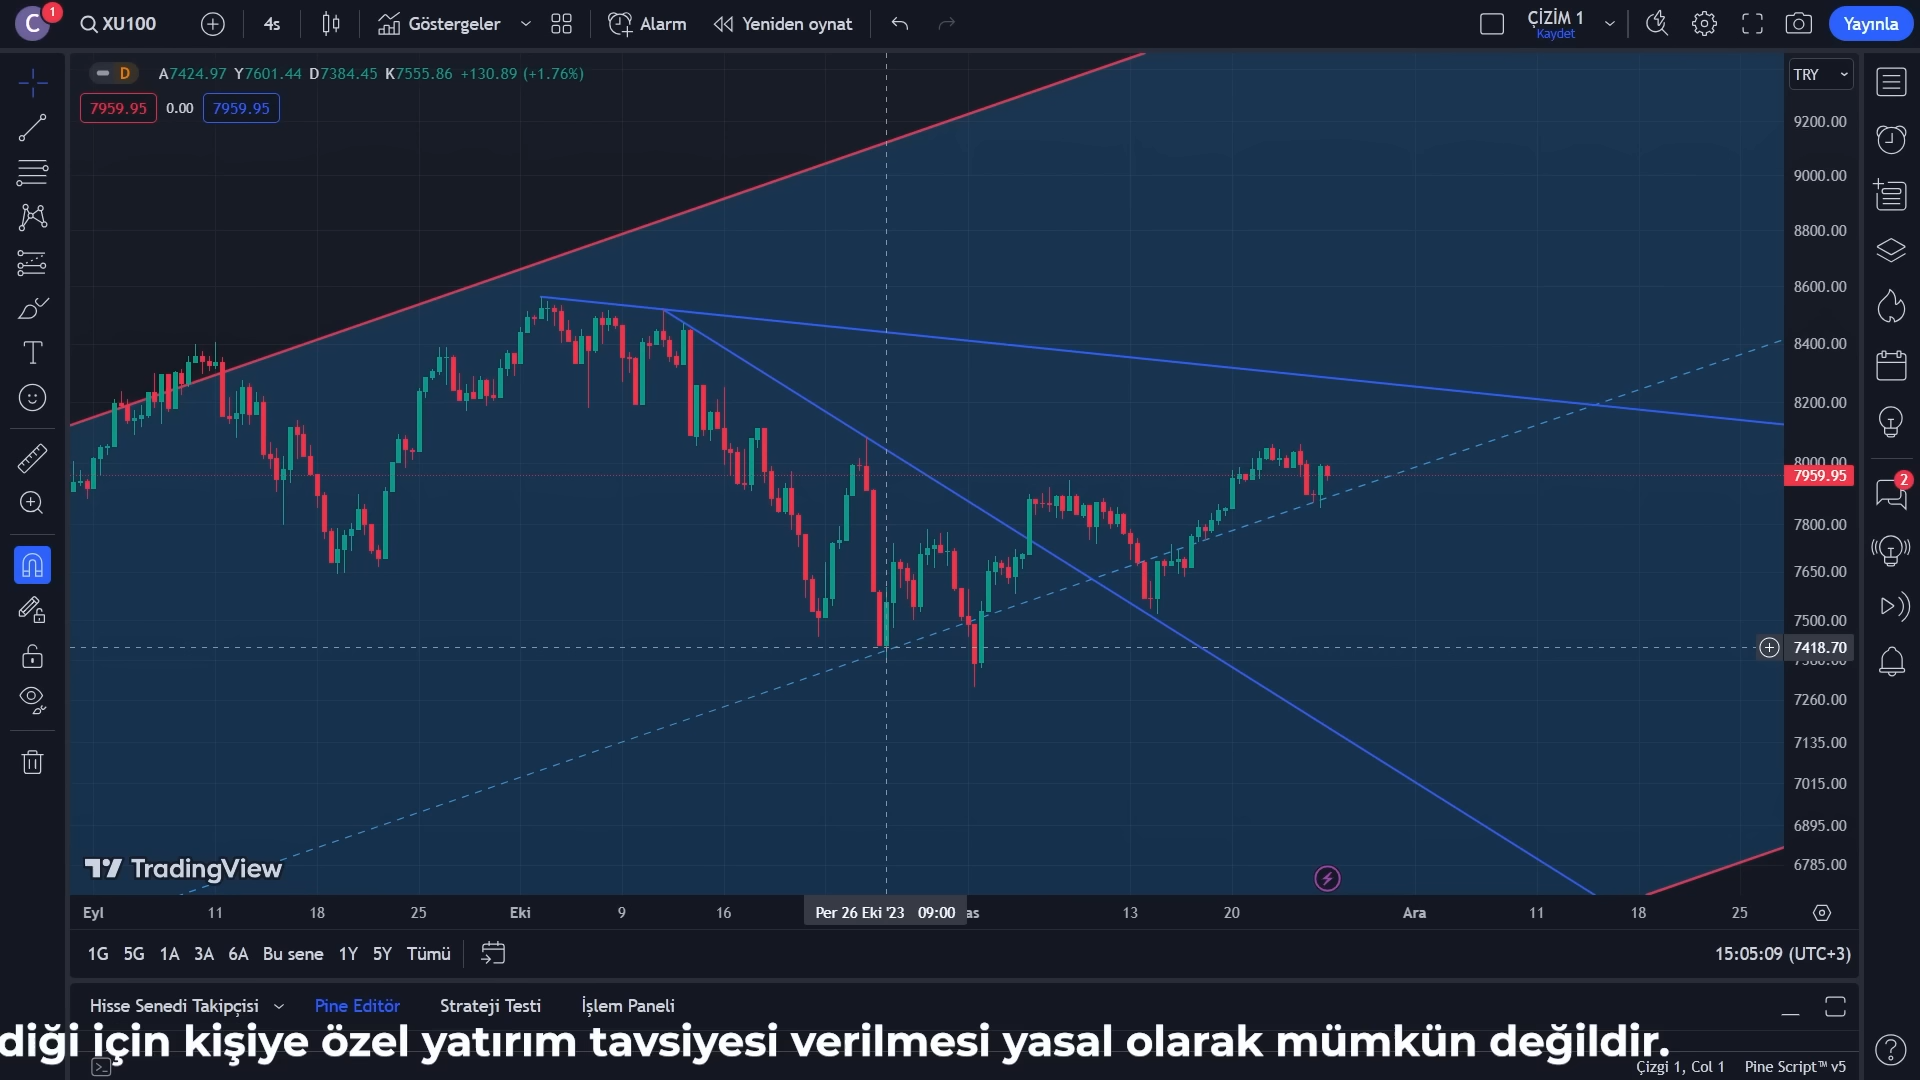 C 1 XU100 4s Göstergeler Alarm Yeniden oynat ÇİZİM 1 Kaydet Yayınla
D A7424.97 Y7601.44 D7384.45 K7555.86 +130.89 (+1.76%) TRY
7959.95 0.00 7959.95
9200.00
9000.00
8800.00
8600.00
8400.00
8200.00
8000.00
7959.95
2
7800.00
7650.00
7500.00
7418.70
7260.00
7135.00
7015.00
6895.00
TradingView
6785.00
Eyl 11 18 25 Eki 9 16 Per 26 Eki '23 09:00 as 13 20 Ara 11 18 25
1G 5G 1A 3A 6A Bu sene 1Y 5Y Tümü 15:05:09 (UTC+3)
Hisse Senedi Takipçisi Pine Editör Strateji Testi İşlem Paneli
diği için kişiye özel yatırım tavsiyesi verilmesi yasal olarak mümkün değildir.
Çizgi 1, Col 1 Pine Script™ v5